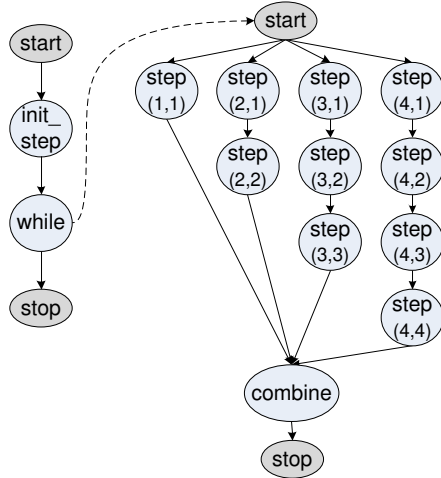 start
init_
step
while
stop
start
step
(1,1)
step
(2,1)
step
(3,1)
step
(4,1)
step
(2,2)
step
(3,2)
step
(4,2)
step
(3,3)
step
(4,3)
step
(4,4)
combine
stop